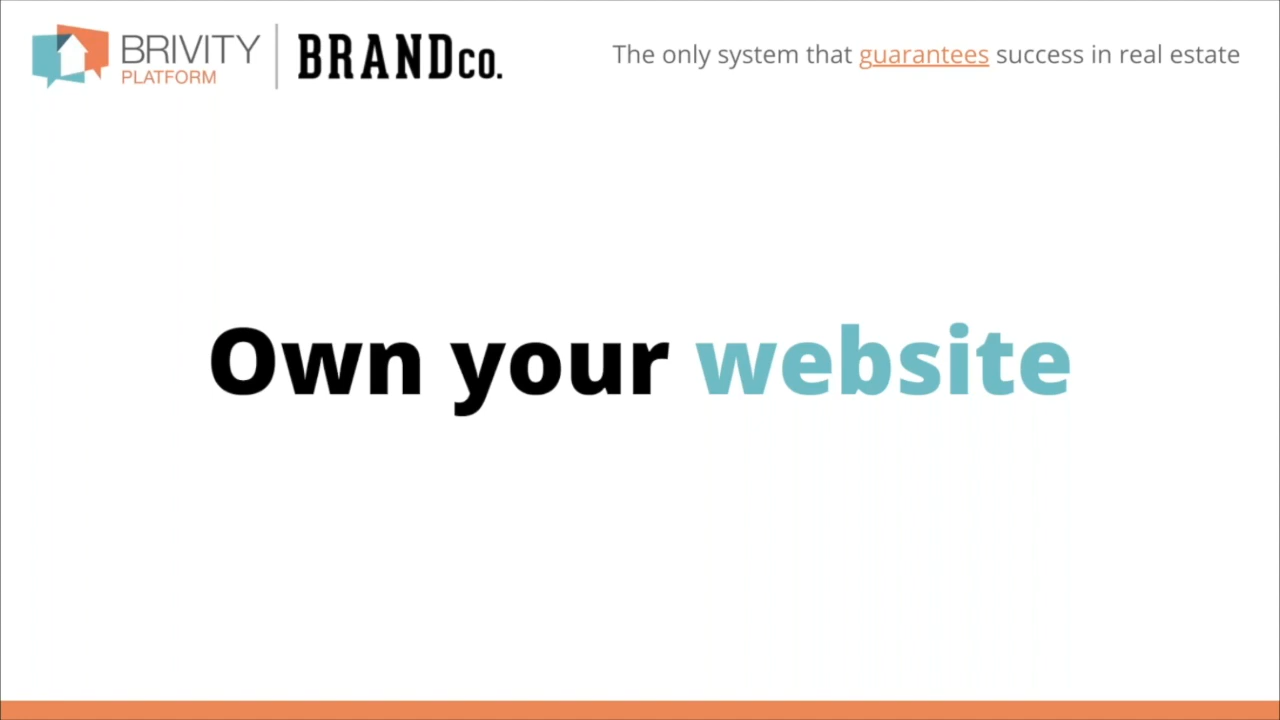 BRIVITY
PLATFORM
BRANDCO.
The only system that guarantees success in real estate
Own your website